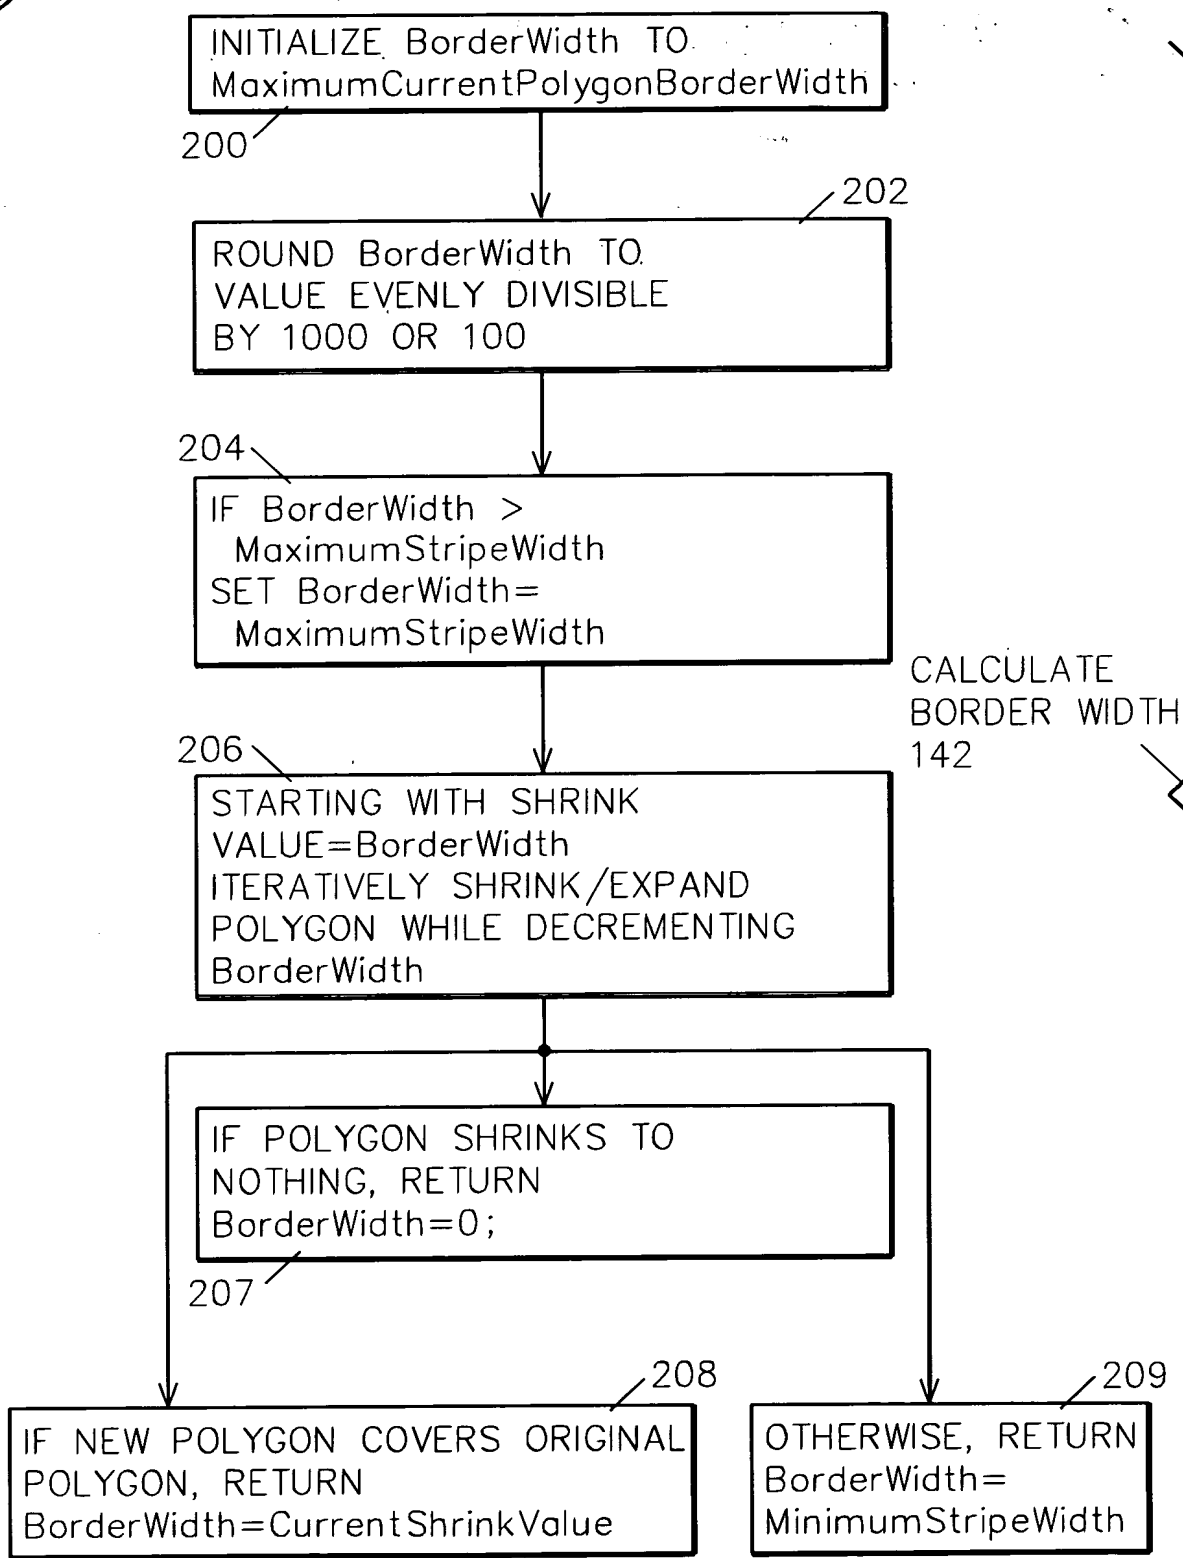 INITIALIZE BorderWidth TO
MaximumCurrentPolygonBorderWidth
200
202
ROUND BorderWidth TO
VALUE EVENLY DIVISIBLE
BY 1000 OR 100
204
IF BorderWidth >
MaximumStripeWidth
SET BorderWidth=
MaximumStripeWidth
CALCULATE
BORDER WIDTH
142
206
STARTING WITH SHRINK
VALUE=BorderWidth
ITERATIVELY SHRINK/EXPAND
POLYGON WHILE DECREMENTING
BorderWidth
IF POLYGON SHRINKS TO
NOTHING, RETURN
BorderWidth=0;
207
208
IF NEW POLYGON COVERS ORIGINAL
POLYGON, RETURN
BorderWidth=CurrentShrinkValue
209
OTHERWISE, RETURN
BorderWidth=
MinimumStripeWidth